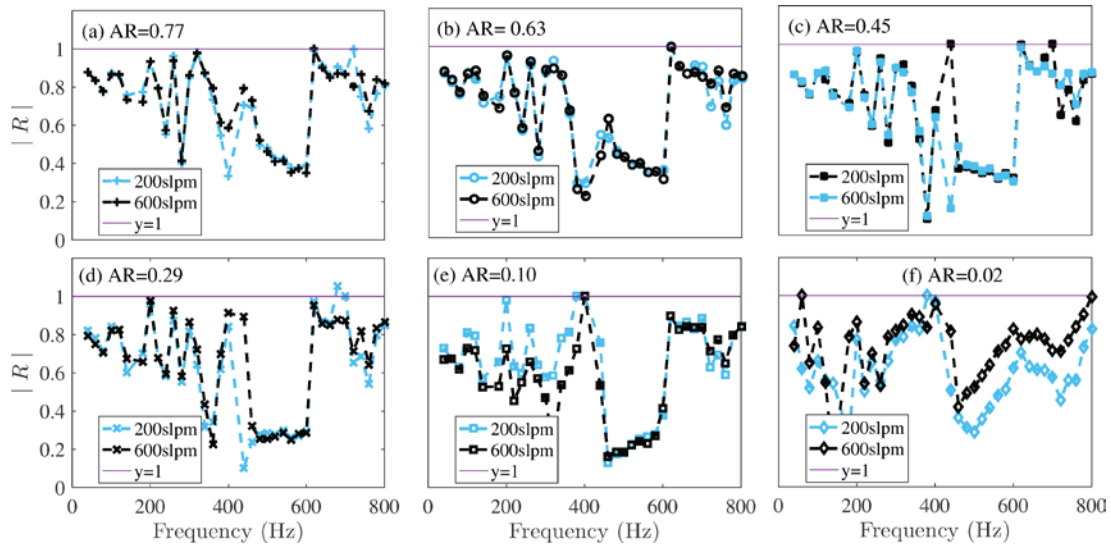 (a) AR=0.77
(b) AR= 0.63
(c) AR=0.45
| R |
1
0.8
0.6
0.4
0.2
0
200slpm
600slpm
y=1
200slpm
600slpm
y=1
200slpm
600slpm
y=1
(d) AR=0.29
(e) AR=0.10
(f) AR=0.02
| R |
1
0.8
0.6
0.4
0.2
0
200slpm
600slpm
y=1
200slpm
600slpm
y=1
200slpm
600slpm
y=1
0 200 400 600 800
0 200 400 600 800
0 200 400 600 800
Frequency (Hz)
Frequency (Hz)
Frequency (Hz)